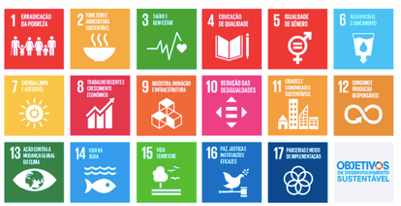 1 ERRADICAÇÃO
DA POBREZA
2 FOME ZERO E
AGRICULTURA
SUSTENTÁVEL
3 SAÚDE E
BEM-ESTAR
4 EDUCAÇÃO DE
QUALIDADE
5 IGUALDADE DE
GÊNERO
6 ÁGUA POTÁVEL
E SANEAMENTO
7 ENERGIA LIMPA
E ACESSÍVEL
8 TRABALHO DECENTE E
CRESCIMENTO
ECONÔMICO
9 INDÚSTRIA, INOVAÇÃO
E INFRAESTRUTURA
10 REDUÇÃO DAS
DESIGUALDADES
11 CIDADES E
COMUNIDADES
SUSTENTÁVEIS
12 CONSUMO E
PRODUÇÃO
RESPONSÁVEIS
13 AÇÃO CONTRA A
MUDANÇA GLOBAL
DO CLIMA
14 VIDA NA
ÁGUA
15 VIDA
TERRESTRE
16 PAZ, JUSTIÇA E
INSTITUIÇÕES
EFICAZES
17 PARCERIAS E MEIOS
DE IMPLEMENTAÇÃO
OBJETIVOS
DE DESENVOLVIMENTO
SUSTENTÁVEL